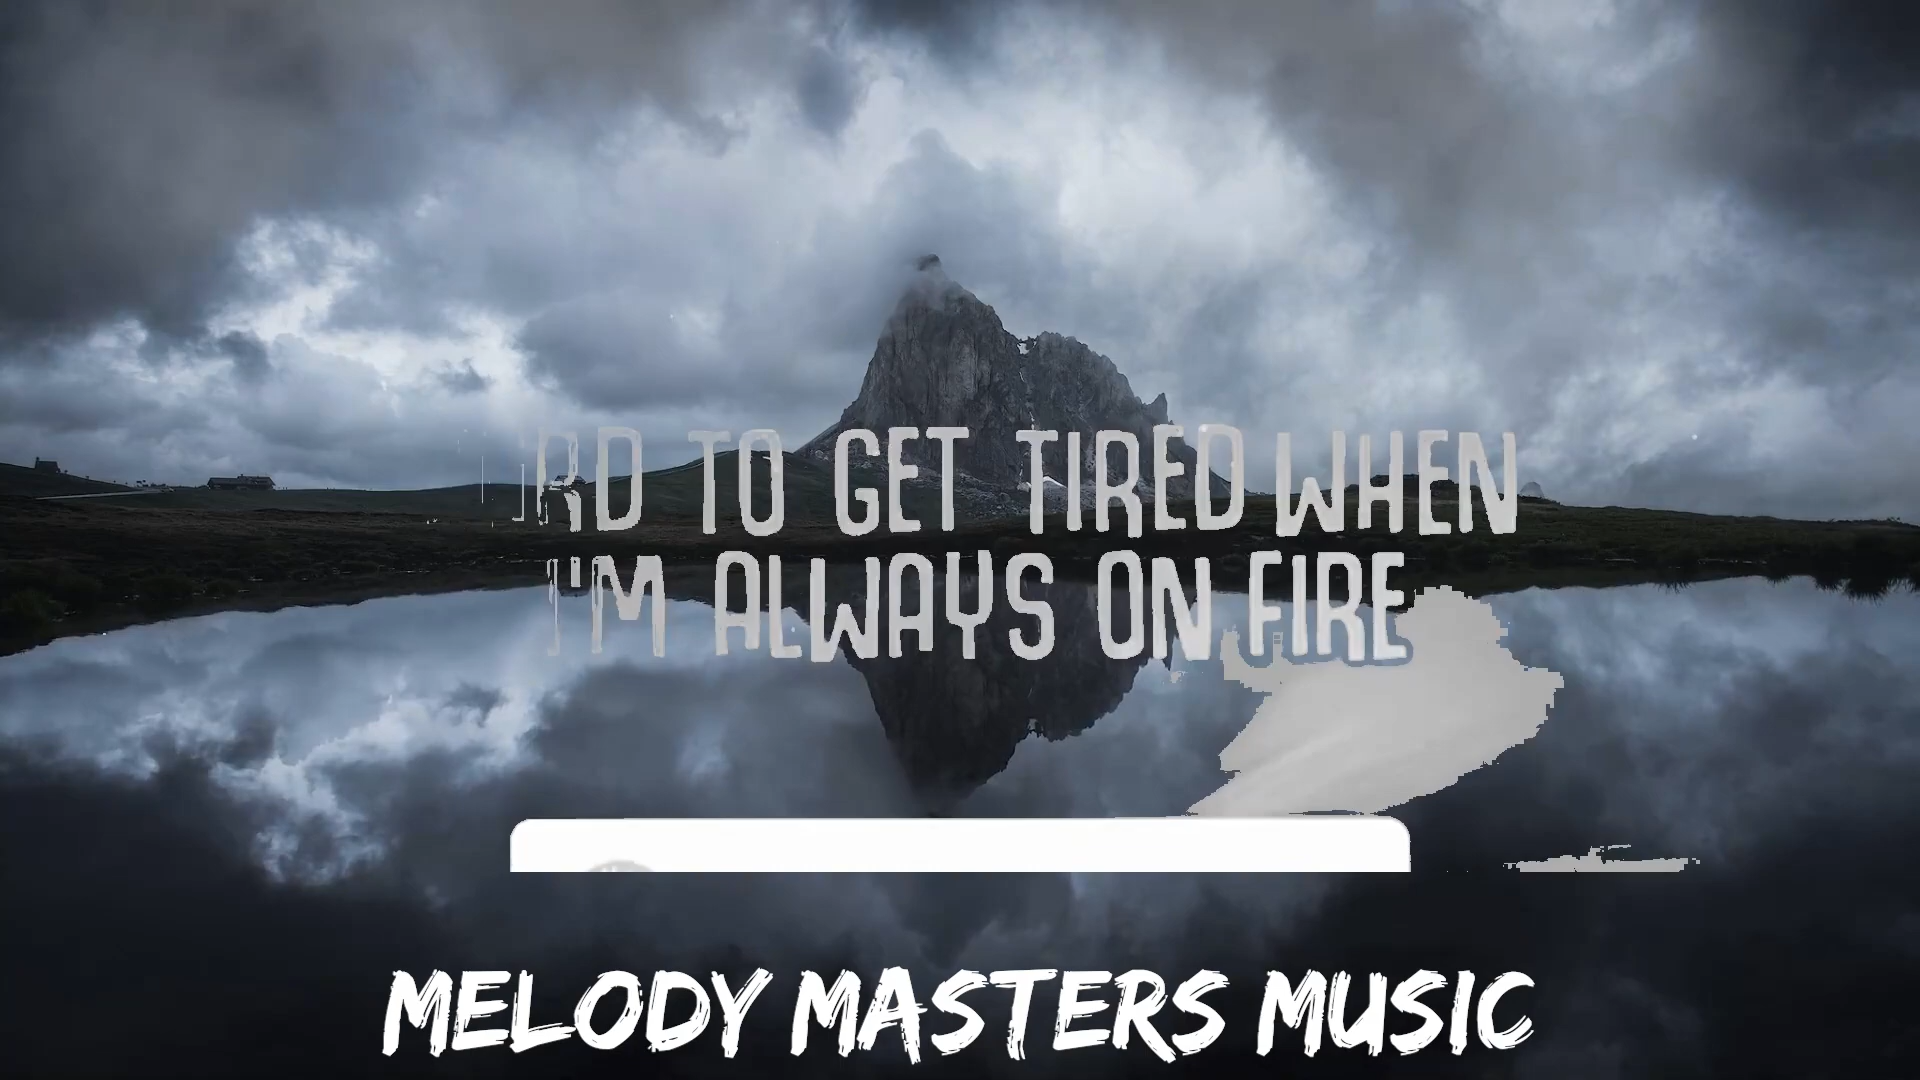 TO GET TIRED WHEN
I'M ALWAYS ON FIRE
MELODY MASTERS MUSIC